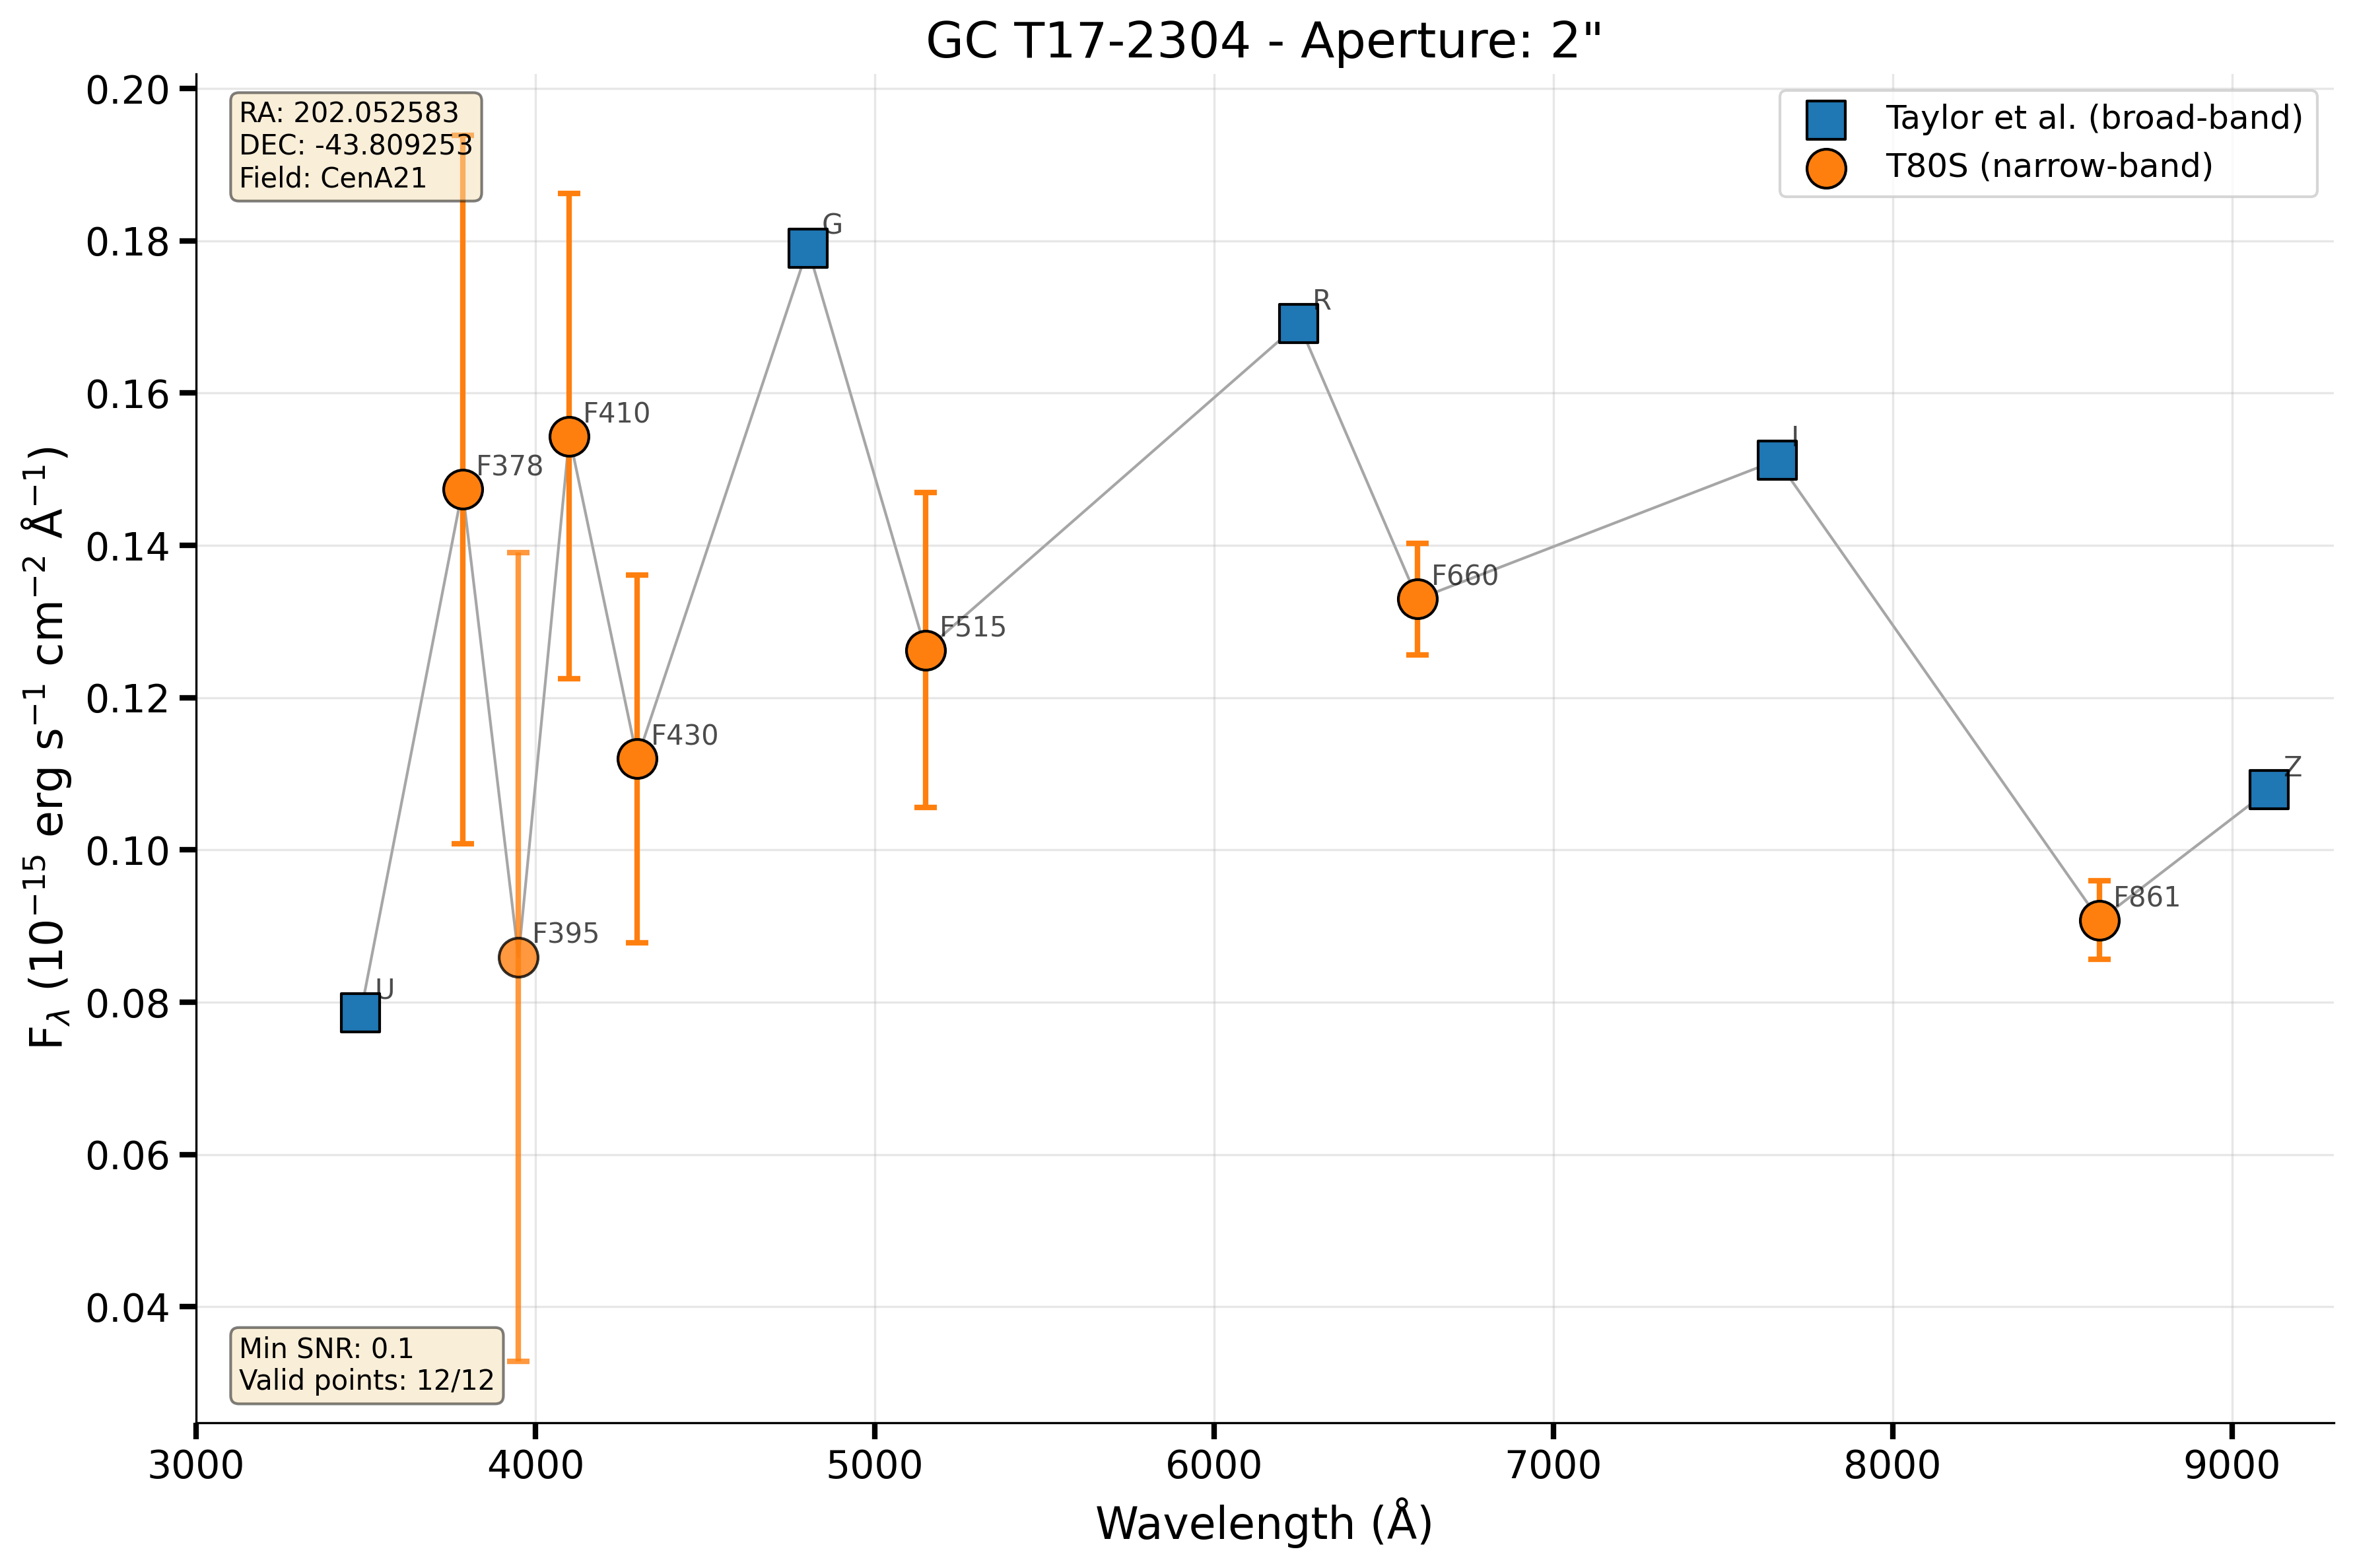 GC T17-2304 - Aperture: 2"
RA: 202.052583
DEC: -43.809253
Field: CenA21
Taylor et al. (broad-band)
T80S (narrow-band)
0.20
0.18
0.16
0.14
0.12
0.10
0.08
0.06
0.04
F_λ (10⁻¹⁵ erg s⁻¹ cm⁻² Å⁻¹)
U
F378
F395
F410
F430
G
F515
R
F660
I
F861
Z
Min SNR: 0.1
Valid points: 12/12
3000 4000 5000 6000 7000 8000 9000
Wavelength (Å)